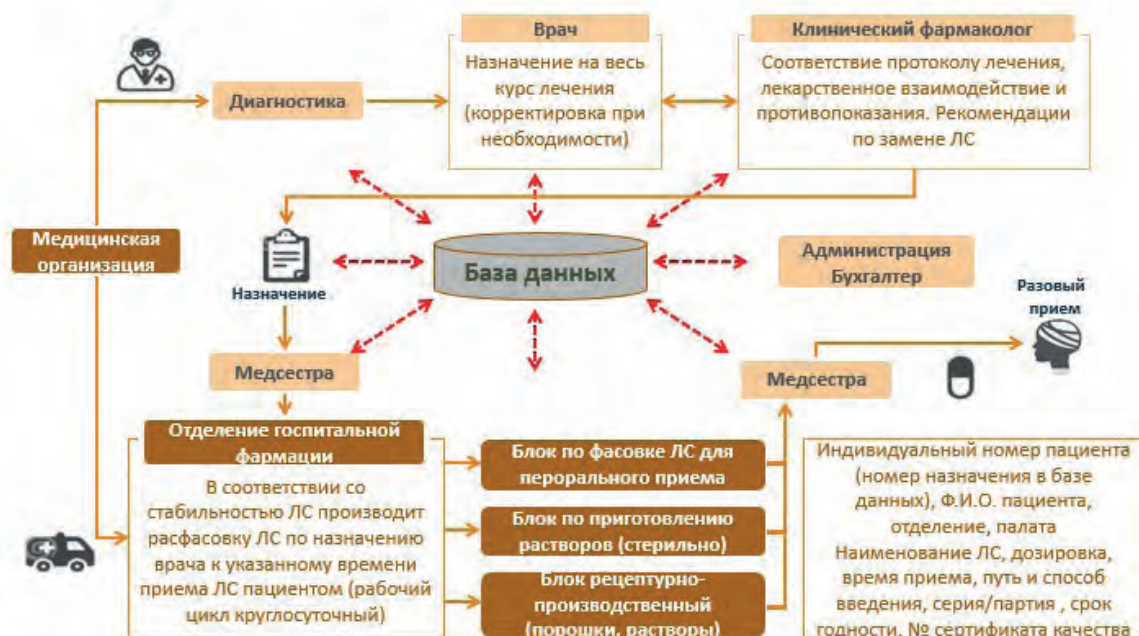 Врач
Назначение на весь
курс лечения
(корректировка при
необходимости)
Клинический фармаколог
Соответствие протоколу лечения,
лекарственное взаимодействие и
противопоказания. Рекомендации
по замене ЛС
Диагностика
Медицинская
организация
Назначение
База данных
Администрация
Бухгалтер
Разовый
прием
Медсестра
Медсестра
Отделение госпитальной
фармации
В соответствии со
стабильностью ЛС производит
расфасовку ЛС по назначению
врача к указанному времени
приема ЛС пациентом (рабочий
цикл круглосуточный)
Блок по фасовке ЛС для
перорального приема
Блок по приготовлению
растворов (стерильно)
Блок рецептурно-
производственный
(порошки, растворы)
Индивидуальный номер пациента
(номер назначения в базе
данных), Ф.И.О. пациента,
отделение, палата
Наименование ЛС, дозировка,
время приема, путь и способ
введения, серия/партия , срок
годности, № сертификата качества